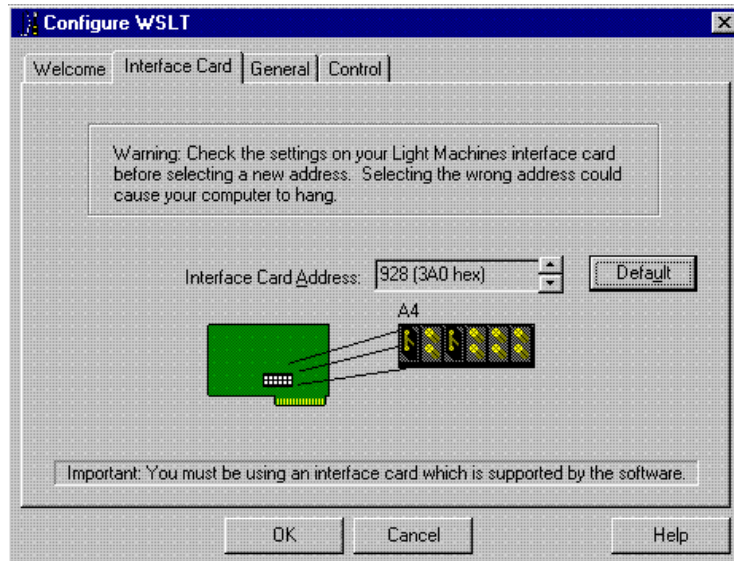 Configure WSLT
Welcome
Interface Card
General
Control
Warning: Check the settings on your Light Machines interface card
before selecting a new address.  Selecting the wrong address could
cause your computer to hang.
Interface Card Address:
928 (3A0 hex)
Default
A4
Important: You must be using an interface card which is supported by the software.
OK
Cancel
Help